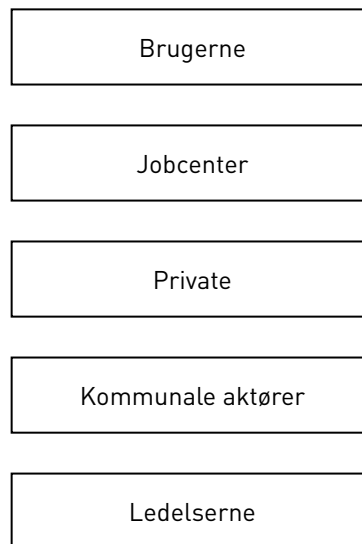 Brugerne
Jobcenter
Private
Kommunale aktører
Ledelserne